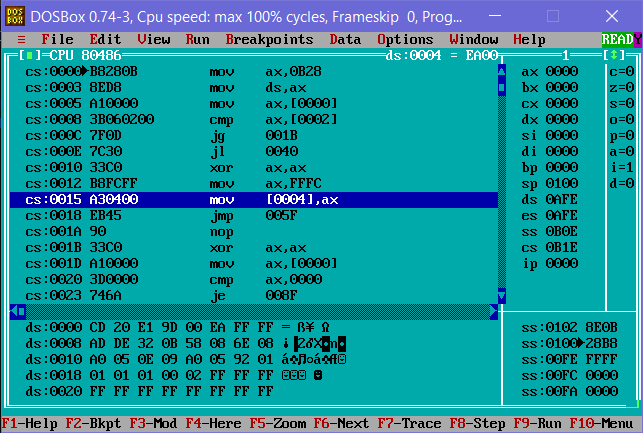 DOSBox 0.74-3, Cpu speed: max 100% cycles, Frameskip 0, Prog...
≡ File Edit View Run Breakpoints Data Options Window Help READY
[■]=CPU 80486 ds:0004 = EA00 1 [↕]
cs:0000►B8280B mov ax,0B28 ax 0000 c=0
cs:0003 8ED8 mov ds,ax bx 0000 z=0
cs:0005 A10000 mov ax,[0000] cx 0000 s=0
cs:0008 3B060200 cmp ax,[0002] dx 0000 o=0
cs:000C 7F0D jg 001B si 0000 p=0
cs:000E 7C30 jl 0040 di 0000 a=0
cs:0010 33C0 xor ax,ax bp 0000 i=1
cs:0012 B8FCFF mov ax,FFFC sp 0100 d=0
cs:0015 A30400 mov [0004],ax ds 0AFE
cs:0018 EB45 jmp 005F es 0AFE
cs:001A 90 nop ss 0B0E
cs:001B 33C0 xor ax,ax cs 0B1E
cs:001D A10000 mov ax,[0000] ip 0000
cs:0020 3D0000 cmp ax,0000
cs:0023 746A je 008F
ds:0000 CD 20 E1 9D 00 EA FF FF = ß¥ Ω ss:0102 8E0B
ds:0008 AD DE 32 0B 58 08 6E 08 ss:0100►28B8
ds:0010 A0 05 0E 09 A0 05 92 01 ss:00FE FFFF
ds:0018 01 01 01 00 02 FF FF FF ☺☺☺ ☻ ss:00FC 0000
ds:0020 FF FF FF FF FF FF FF FF ss:00FA 0000
F1-Help F2-Bkpt F3-Mod F4-Here F5-Zoom F6-Next F7-Trace F8-Step F9-Run F10-Menu